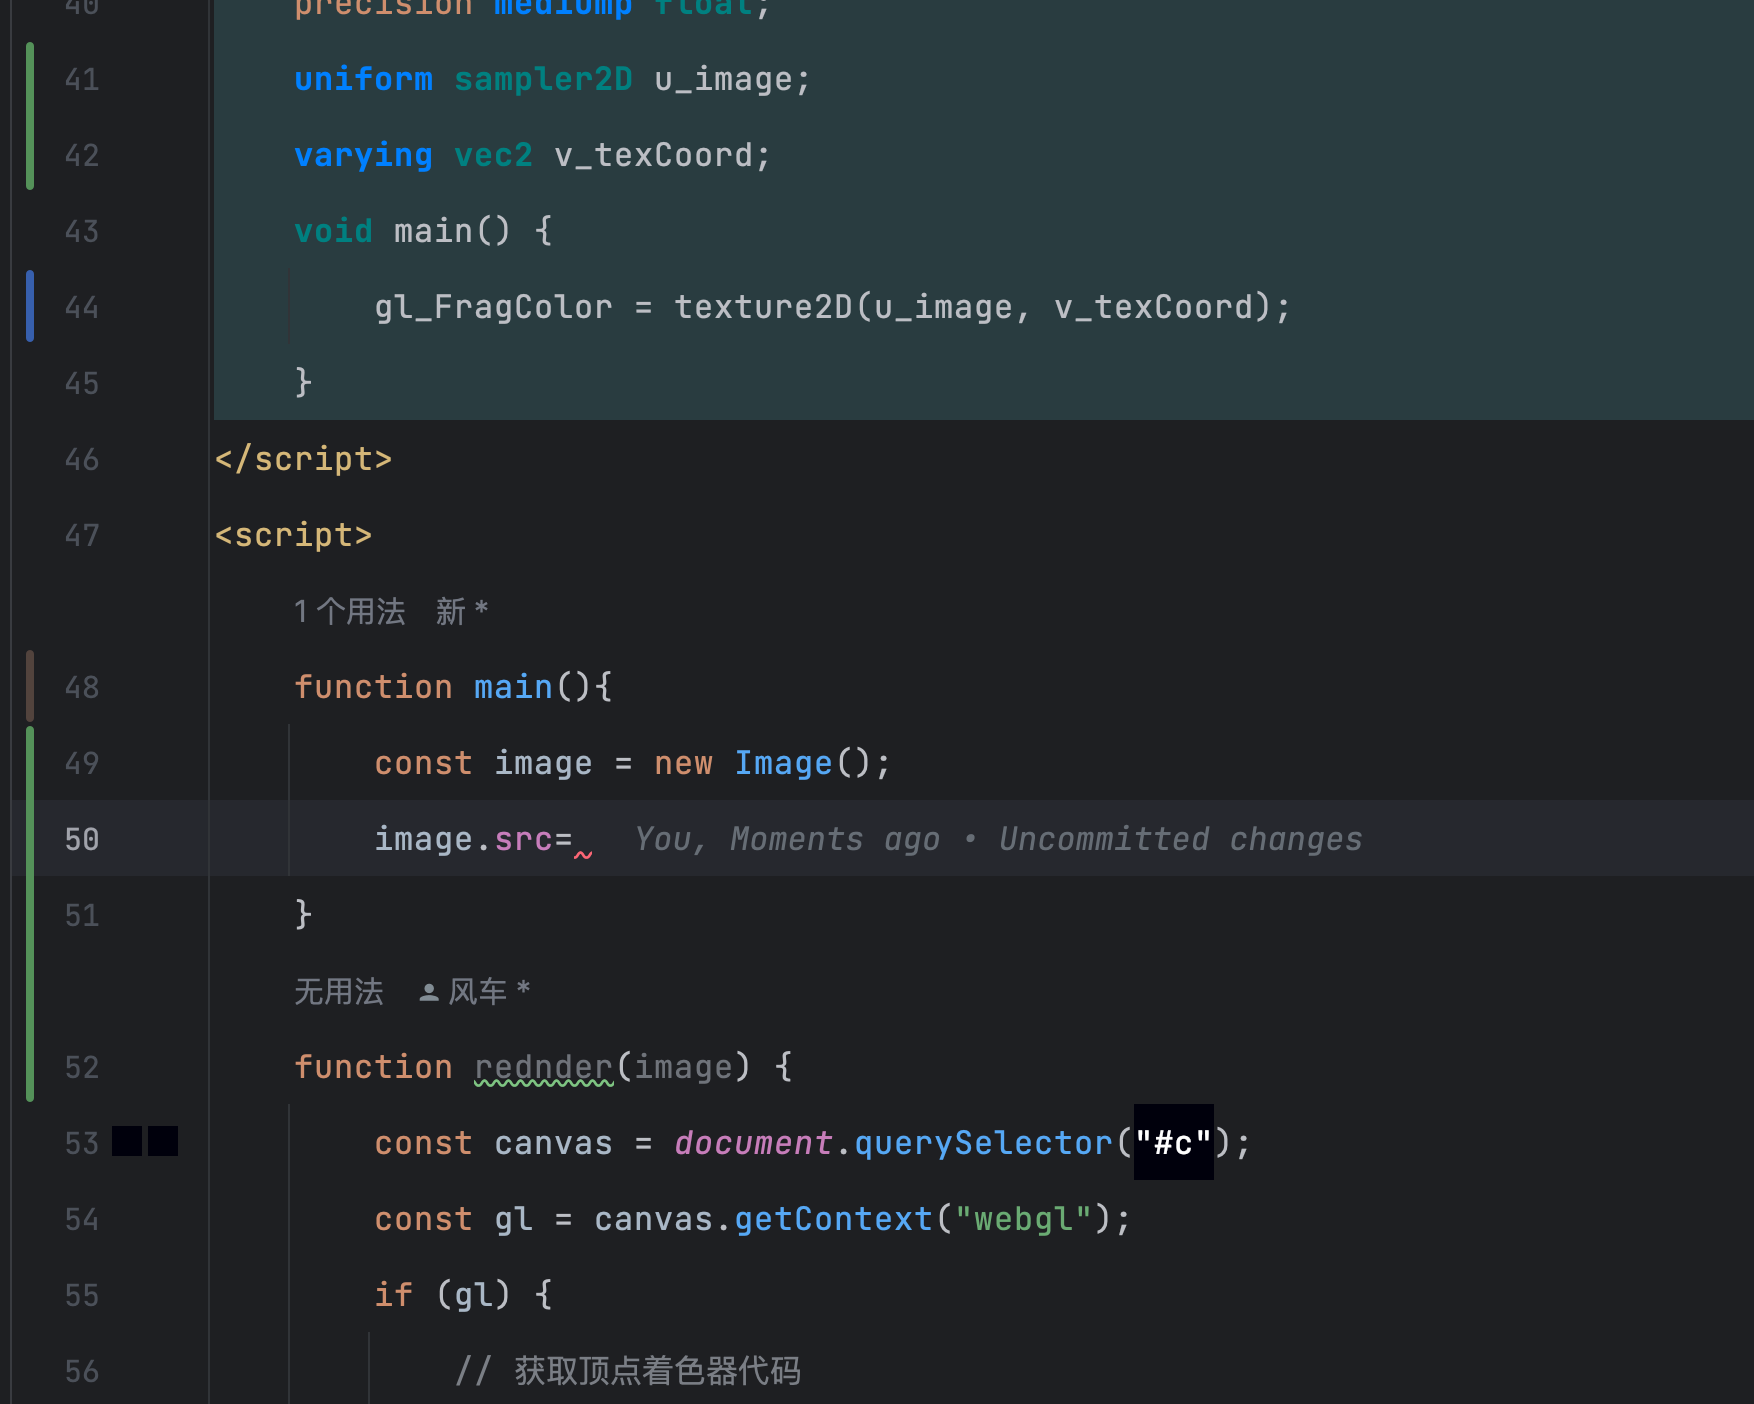 40 precision mediump float;
41 uniform sampler2D u_image;
42 varying vec2 v_texCoord;
43 void main() {
44 gl_FragColor = texture2D(u_image, v_texCoord);
45 }
46 </script>
47 <script>
1 个用法 新 *
48 function main(){
49 const image = new Image();
50 image.src= You, Moments ago • Uncommitted changes
51 }
无用法 风车 *
52 function rednder(image) {
53 const canvas = document.querySelector("#c");
54 const gl = canvas.getContext("webgl");
55 if (gl) {
56 // 获取顶点着色器代码